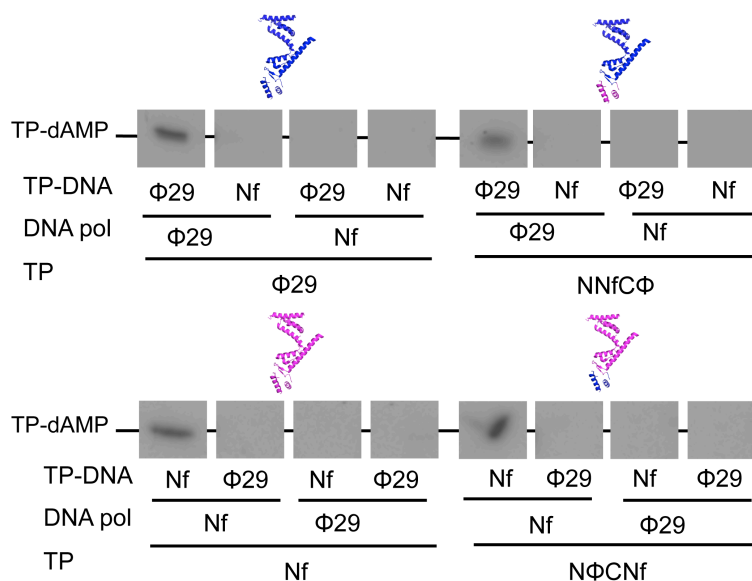 TP-dAMP
TP-DNA Φ29 Nf Φ29 Nf Φ29 Nf Φ29 Nf
DNA pol Φ29 Nf Φ29 Nf
TP Φ29 NNfCΦ
TP-dAMP
TP-DNA Nf Φ29 Nf Φ29 Nf Φ29 Nf Φ29
DNA pol Nf Φ29 Nf Φ29
TP Nf NΦCNf